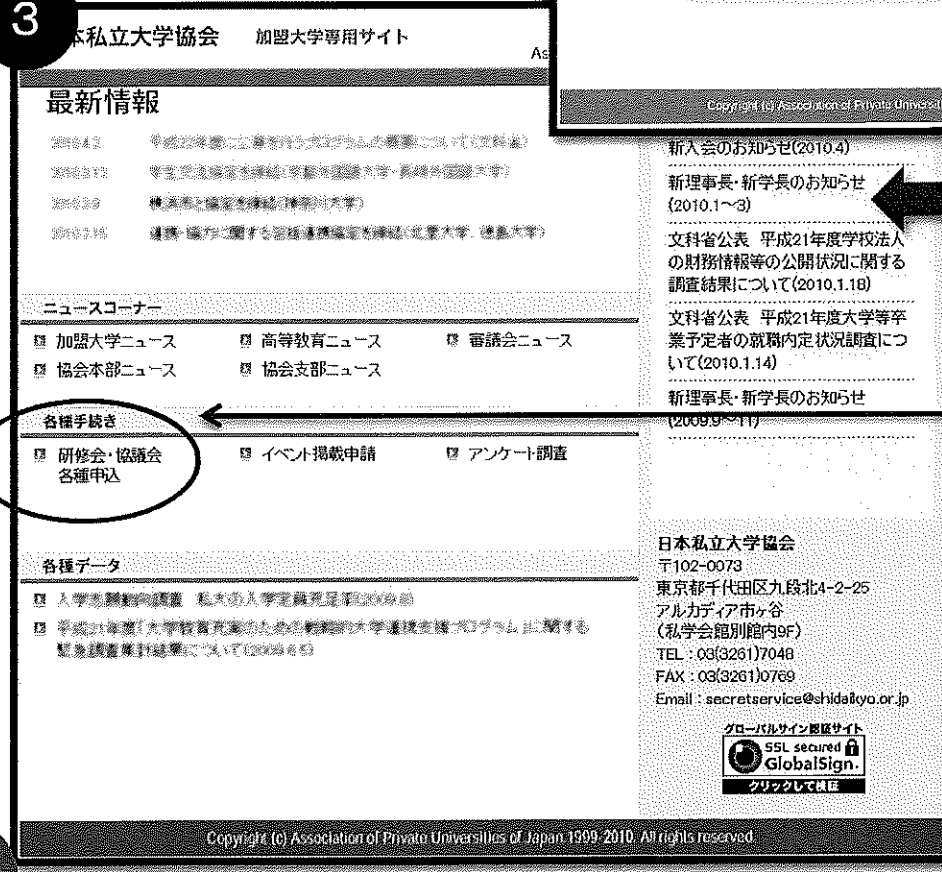 3
本私立大学協会 加盟大学専用サイト
As
Copyright (c) Association of Private Universi
最新情報
新入会のお知らせ(2010.4)
新理事長・新学長のお知らせ
(2010.1～3)
文科省公表 平成21年度学校法人
の財務情報等の公開状況に関する
調査結果について(2010.1.18)
文科省公表 平成21年度大学等卒
業予定者の就職内定状況調査につ
いて(2010.1.14)
新理事長・新学長のお知らせ
(2009.9～11)
ニュースコーナー
加盟大学ニュース 高等教育ニュース 審議会ニュース
協会本部ニュース 協会支部ニュース
各種手続き
研修会・協議会 イベント掲載申請 アンケート調査
各種申込
各種データ
日本私立大学協会
〒102-0073
東京都千代田区九段北4-2-25
アルカディア市ヶ谷
(私学会館別館内9F)
TEL : 03(3261)7048
FAX : 03(3261)0769
Email : secretservice@shidaikyo.or.jp
グローバルサイン認証サイト
SSL secured
GlobalSign.
クリックして検証
Copyright (c) Association of Private Universities of Japan 1999-2010. All rights reserved.